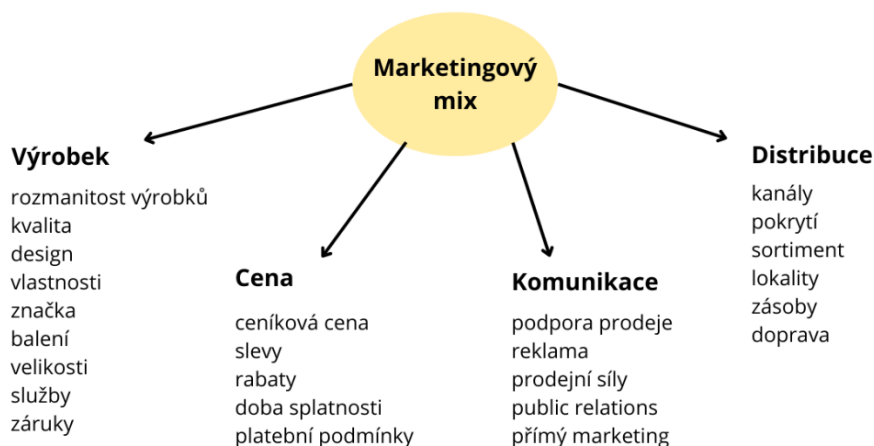 Marketingový
mix
Výrobek
rozmanitost výrobků
kvalita
design
vlastnosti
značka
balení
velikosti
služby
záruky
Cena
ceníková cena
slevy
rabaty
doba splatnosti
platební podmínky
Komunikace
podpora prodeje
reklama
prodejní síly
public relations
přímý marketing
Distribuce
kanály
pokrytí
sortiment
lokality
zásoby
doprava